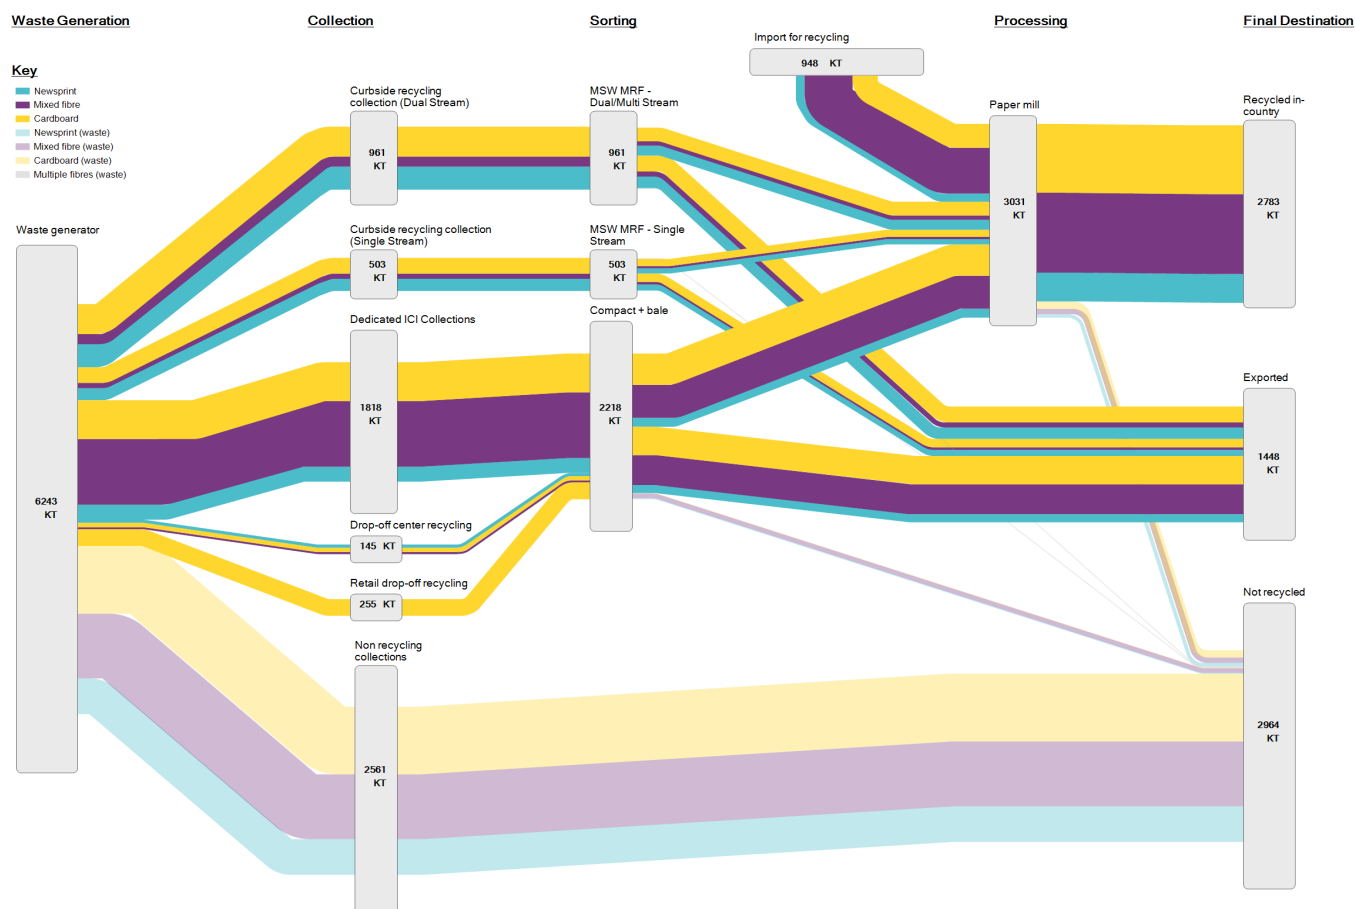 Waste Generation
Collection
Sorting
Processing
Final Destination
Import for recycling
948 KT
Key
Newsprint
Mixed fibre
Cardboard
Newsprint (waste)
Mixed fibre (waste)
Cardboard (waste)
Multiple fibres (waste)
Waste generator
6243
KT
Curbside recycling
collection (Dual Stream)
961
KT
Curbside recycling collection
(Single Stream)
503
KT
Dedicated ICI Collections
1818
KT
Drop-off center recycling
145 KT
Retail drop-off recycling
255 KT
Non recycling
collections
2561
KT
MSW MRF -
Dual/Multi Stream
961
KT
MSW MRF - Single
Stream
503
KT
Compact + bale
2218
KT
Paper mill
3031
KT
Recycled in-
country
2783
KT
Exported
1448
KT
Not recycled
2964
KT